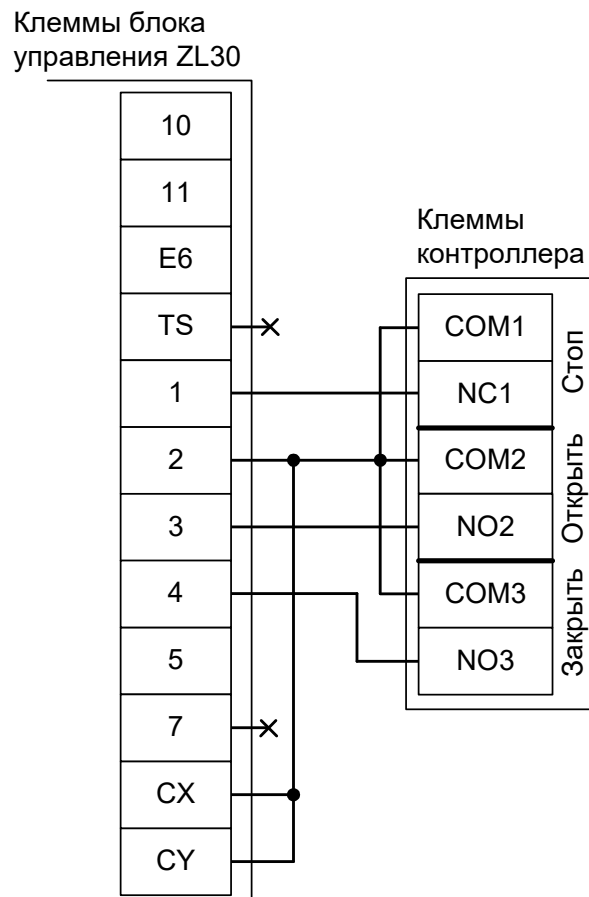 Клеммы блока
управления ZL30
10
11
E6
TS
1
2
3
4
5
7
CX
CY
Клеммы
контроллера
COM1
NC1
COM2
NO2
COM3
NO3
Стоп
Открыть
Закрыть